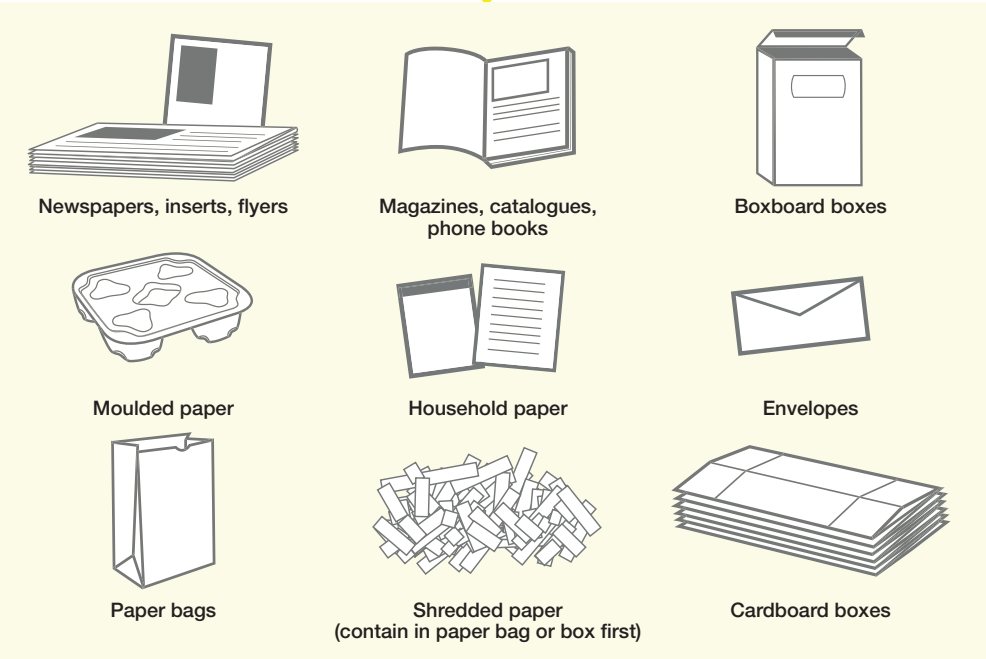 Newspapers, inserts, flyers
Magazines, catalogues,
phone books
Boxboard boxes
Moulded paper
Household paper
Envelopes
Paper bags
Shredded paper
(contain in paper bag or box first)
Cardboard boxes